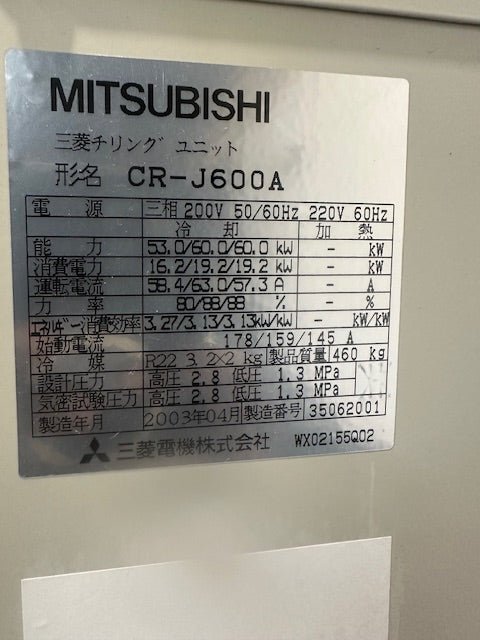 MITSUBISHI
三菱チリングユニット
形名 CR-J600A
電源 三相 200V 50/60Hz 220V 60Hz
冷却 加熱
能力 53.0/60.0/60.0 kW - kW
消費電力 16.2/19.2/19.2 kW - kW
運転電流 58.4/63.0/57.3 A - A
力率 80/88/88 % - %
エネルギー消費効率 3.27/3.13/3.13kW/kW - kW/kW
始動電流 178/159/145 A
冷媒 R22 3.2×2 kg 製品質量 460 kg
設計圧力 高圧 2.8 低圧 1.3 MPa
気密試験圧力 高圧 2.8 低圧 1.3 MPa
製造年月 2003年04月 製造番号 35062001
三菱電機株式会社 WX02155Q02